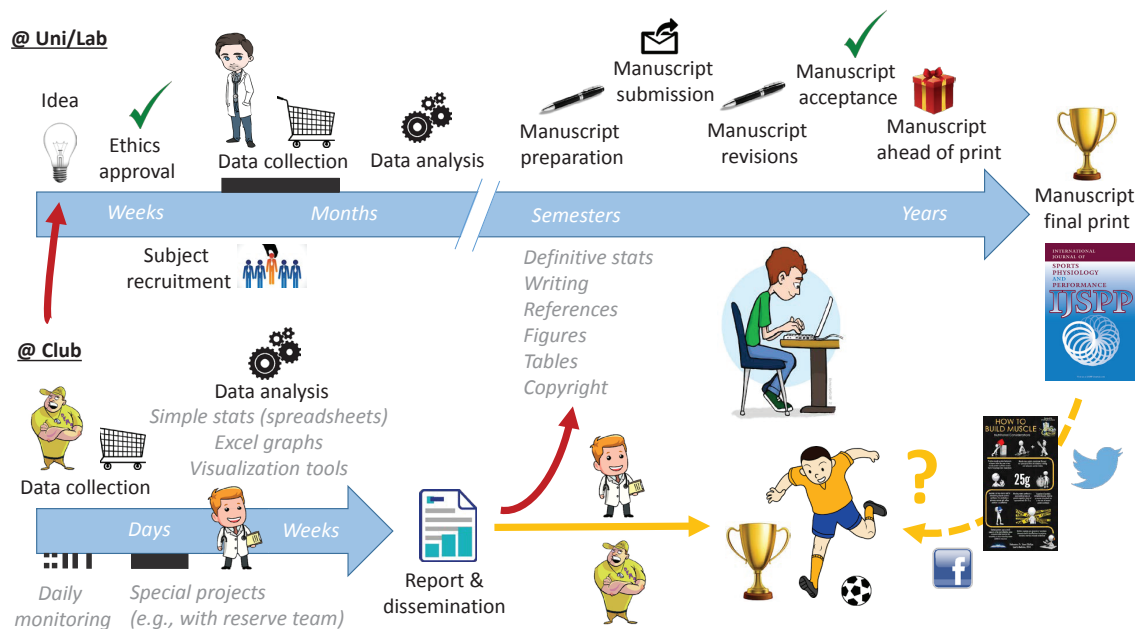 @ Uni/Lab
Idea
Ethics
approval
Data collection
Data analysis
Manuscript
preparation
Manuscript
submission
Manuscript
revisions
Manuscript
acceptance
Manuscript
ahead of print
Manuscript
final print
Weeks
Months
Semesters
Years
Subject
recruitment
Definitive stats
Writing
References
Figures
Tables
Copyright
INTERNATIONAL
JOURNAL OF
SPORTS
PHYSIOLOGY
AND
PERFORMANCE
IJSPP
@ Club
Data analysis
Simple stats (spreadsheets)
Excel graphs
Visualization tools
Data collection
Days
Weeks
Daily
monitoring
Special projects
(e.g., with reserve team)
Report &
dissemination
?
HOW TO
BUILD MUSCLE
25g
f